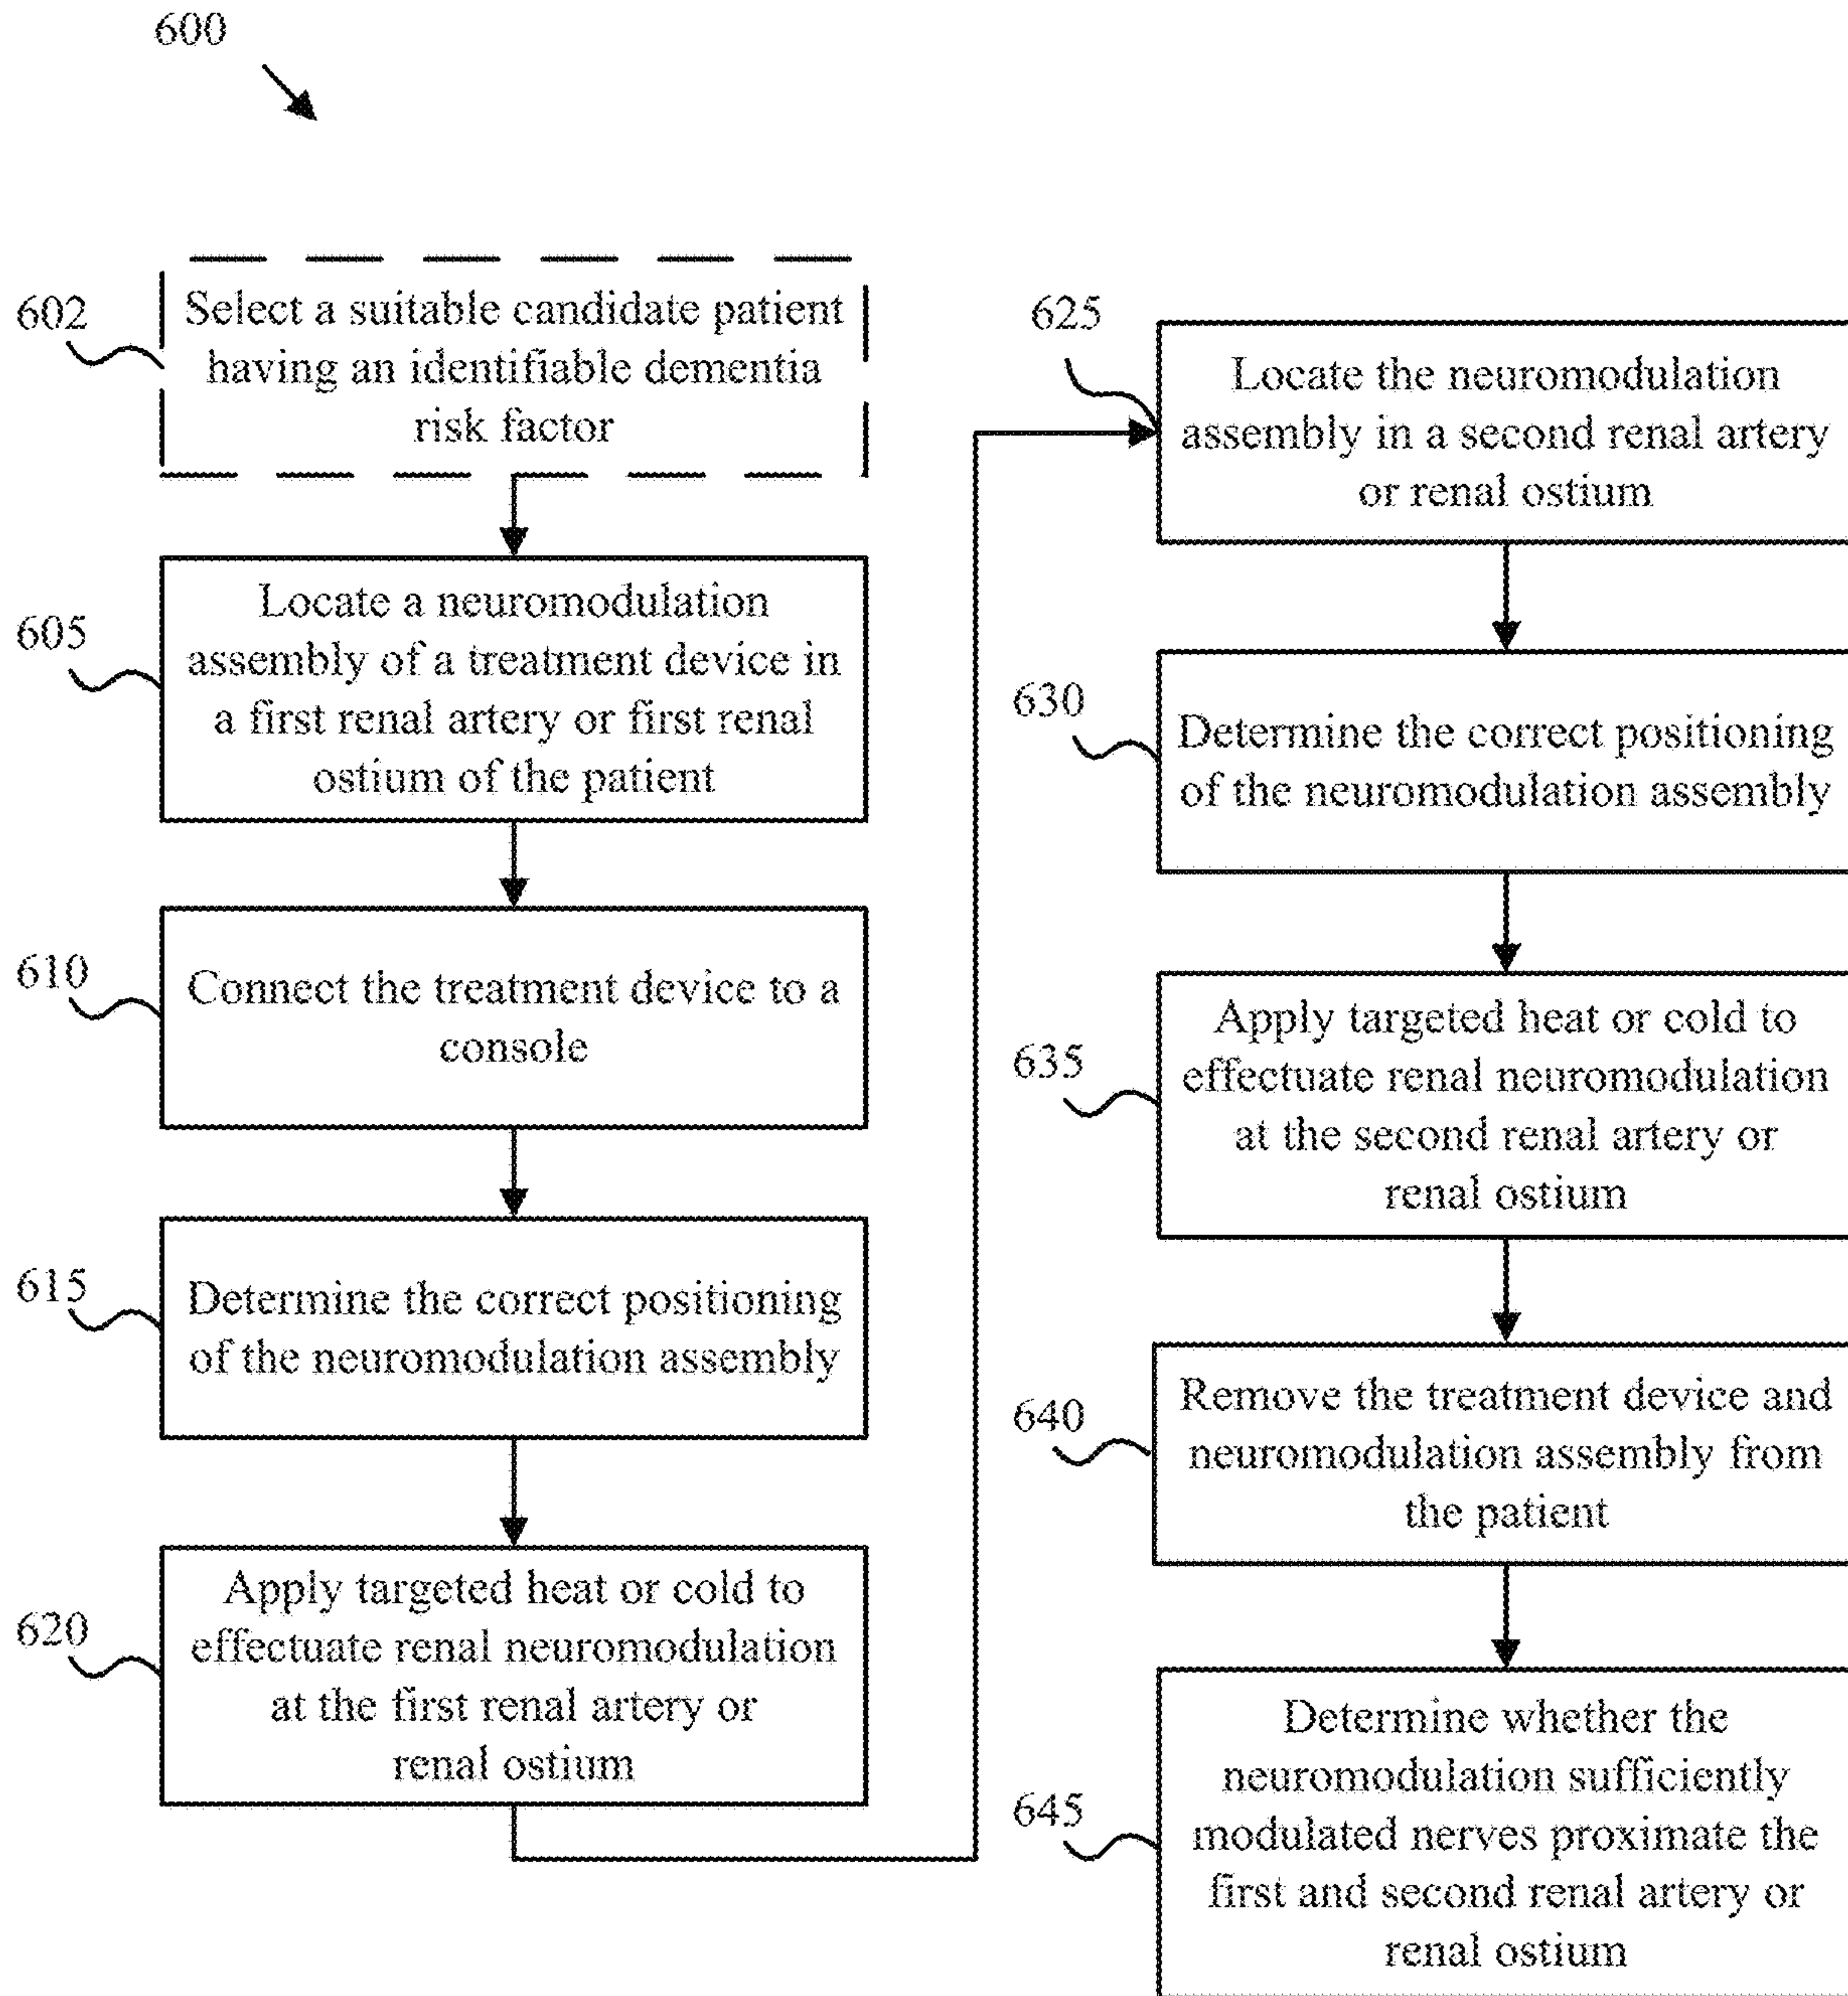 600
602
Select a suitable candidate patient
having an identifiable dementia
risk factor
605
Locate a neuromodulation
assembly of a treatment device in
a first renal artery or first renal
ostium of the patient
610
Connect the treatment device to a
console
615
Determine the correct positioning
of the neuromodulation assembly
620
Apply targeted heat or cold to
effectuate renal neuromodulation
at the first renal artery or
renal ostium
625
Locate the neuromodulation
assembly in a second renal artery
or renal ostium
630
Determine the correct positioning
of the neuromodulation assembly
635
Apply targeted heat or cold to
effectuate renal neuromodulation
at the second renal artery or
renal ostium
640
Remove the treatment device and
neuromodulation assembly from
the patient
645
Determine whether the
neuromodulation sufficiently
modulated nerves proximate the
first and second renal artery or
renal ostium